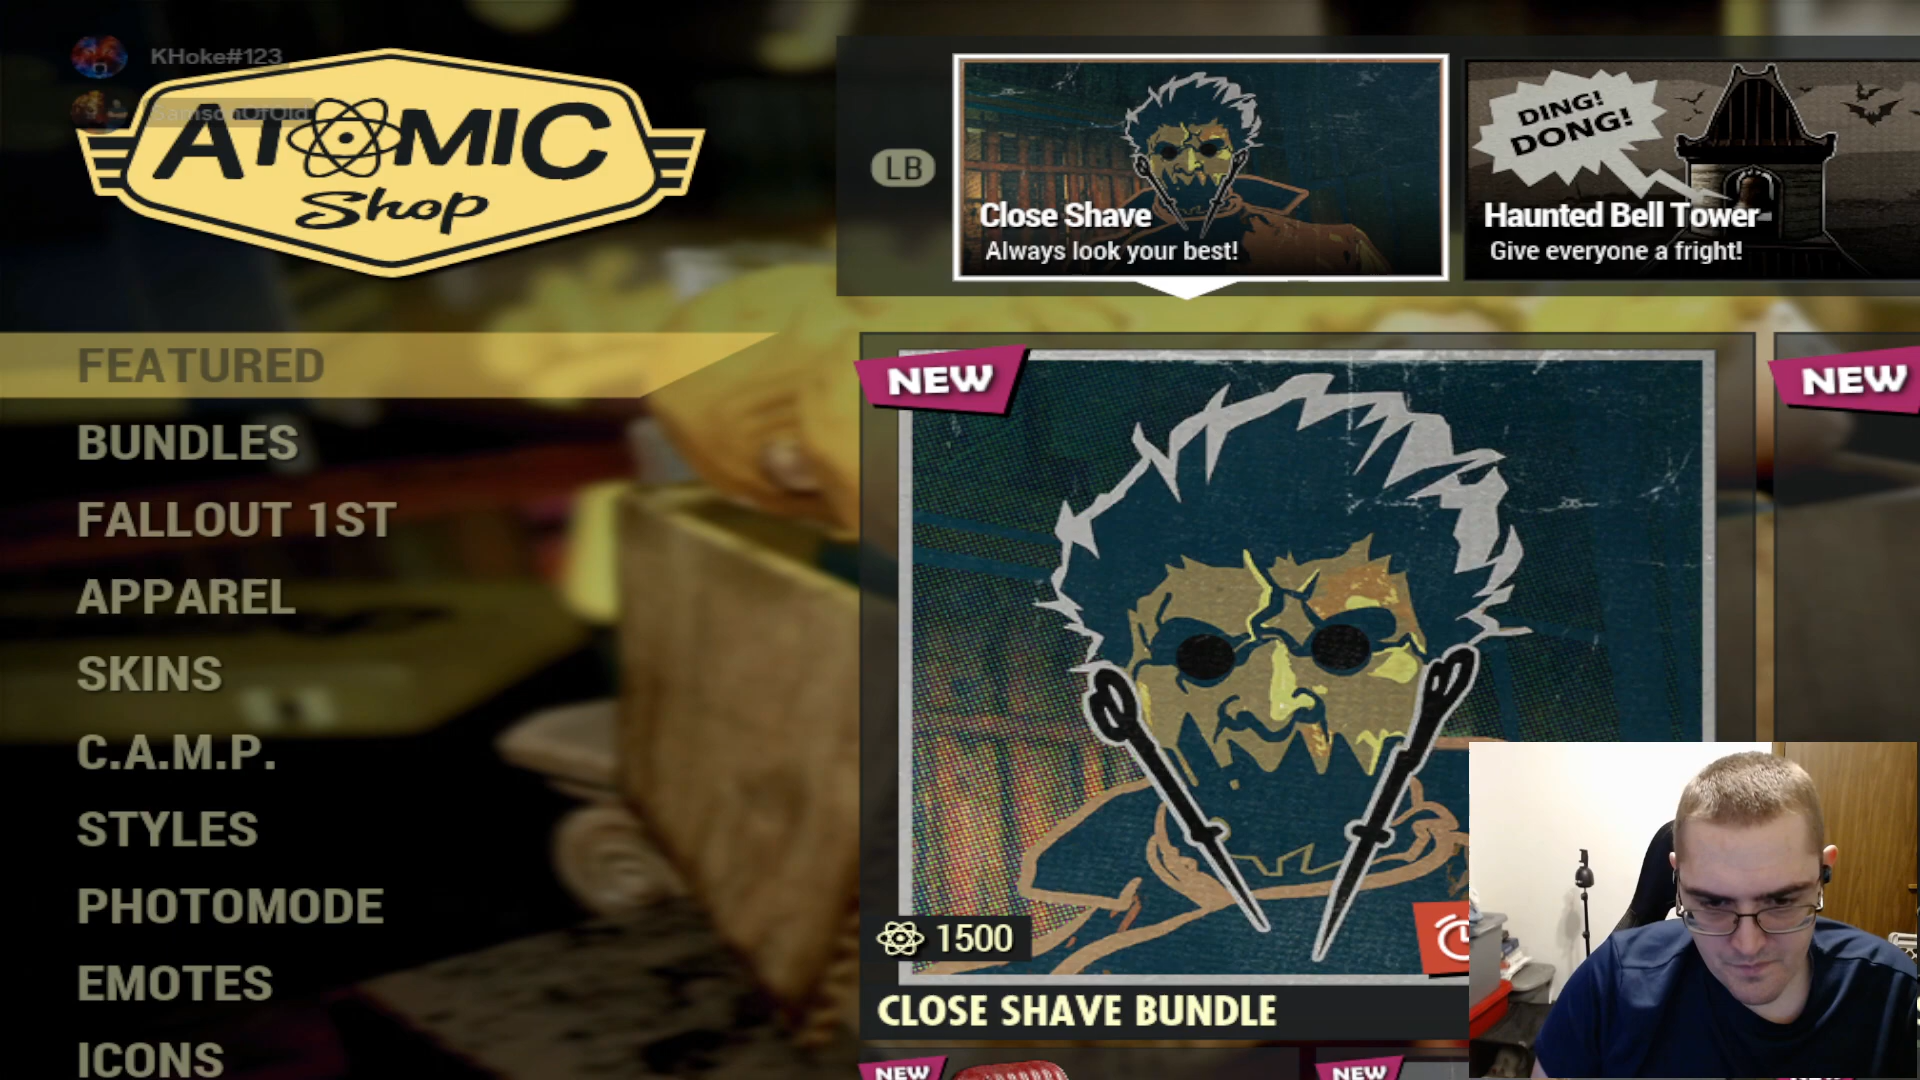 KHoke#123
SamsonOfOld
ATOMIC
Shop
LB
Close Shave
Always look your best!
DING!
DONG!
Haunted Bell Tower
Give everyone a fright!
FEATURED
BUNDLES
FALLOUT 1ST
APPAREL
SKINS
C.A.M.P.
STYLES
PHOTOMODE
EMOTES
ICONS
NEW
NEW
1500
CLOSE SHAVE BUNDLE
NEW
NEW